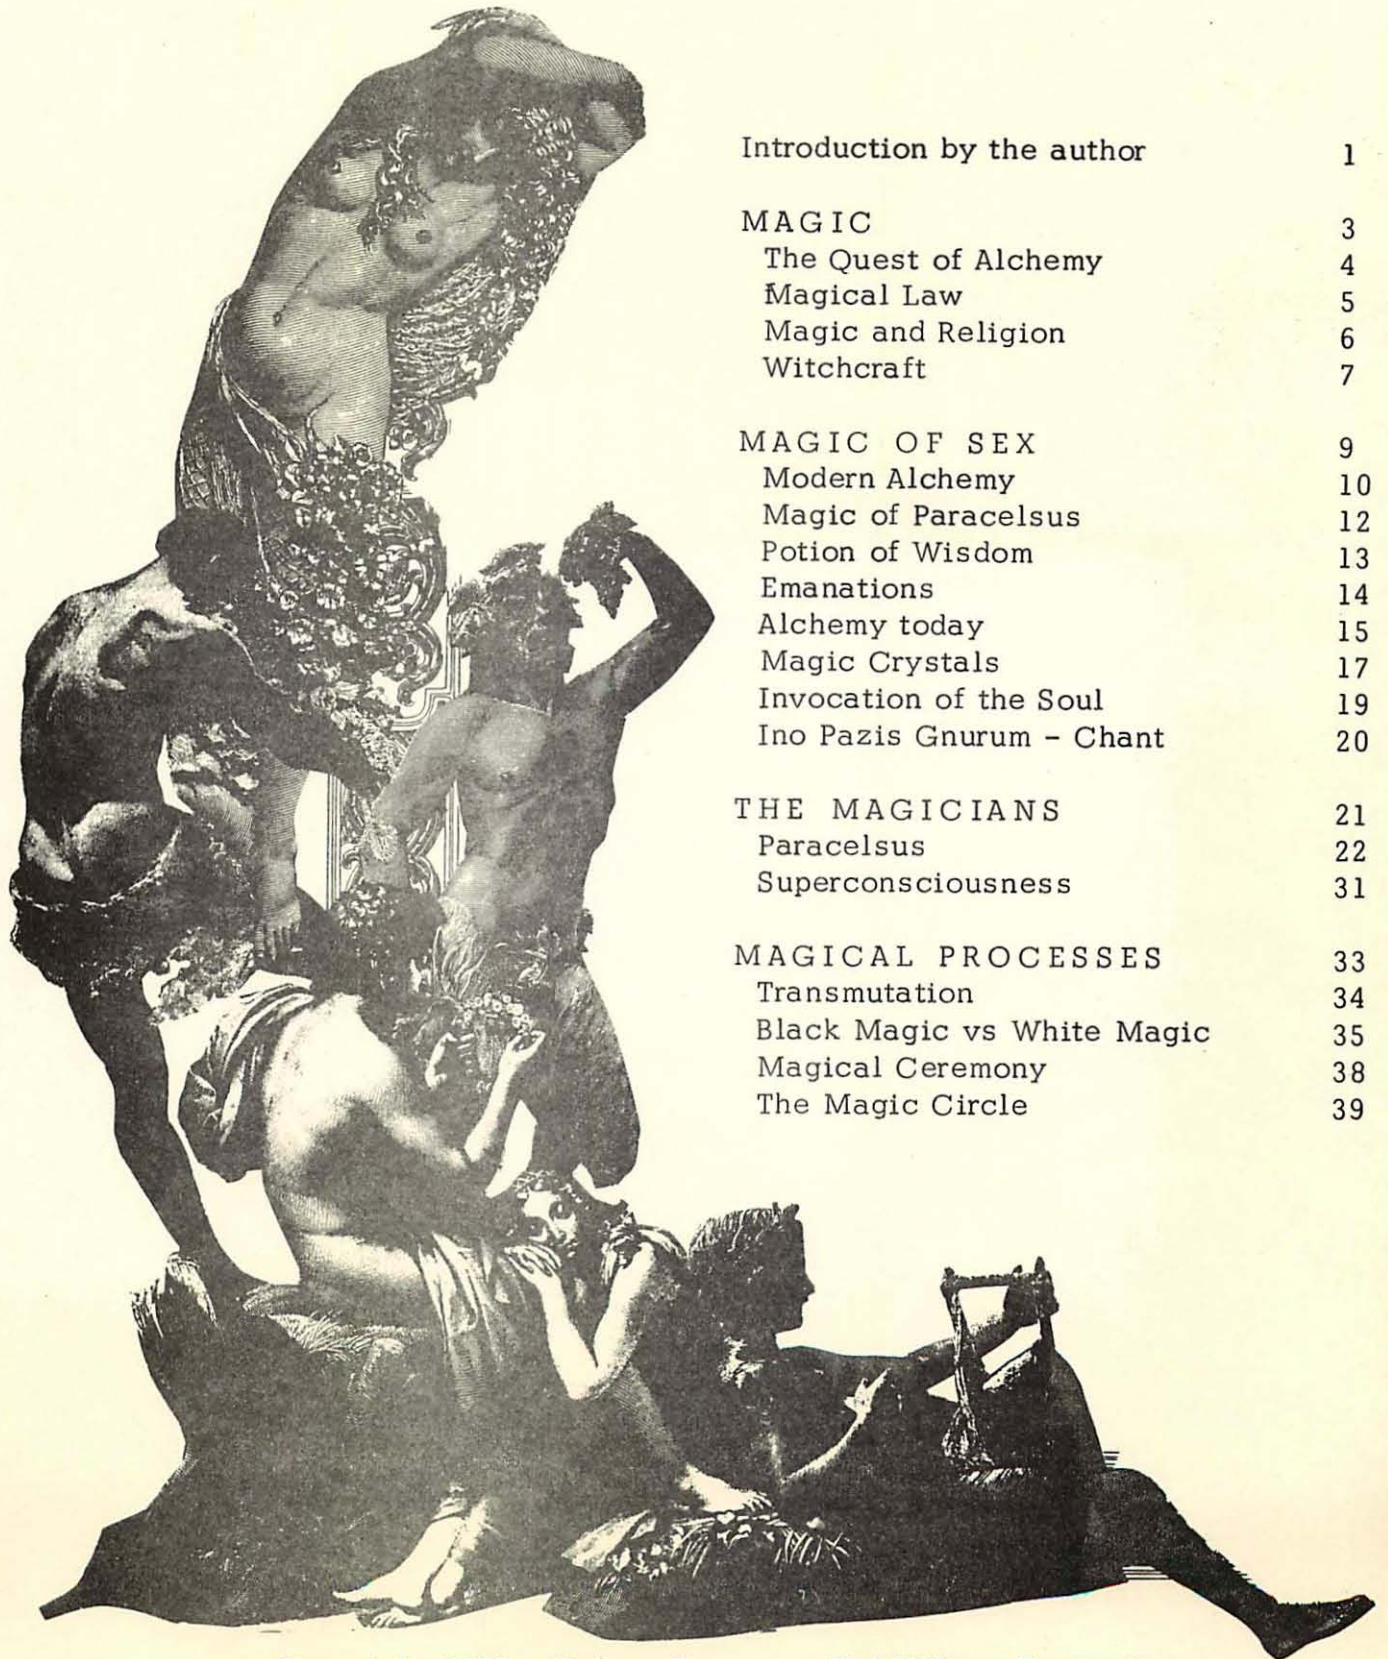 Introduction by the author 1
MAGIC 3
The Quest of Alchemy 4
Magical Law 5
Magic and Religion 6
Witchcraft 7
MAGIC OF SEX 9
Modern Alchemy 10
Magic of Paracelsus 12
Potion of Wisdom 13
Emanations 14
Alchemy today 15
Magic Crystals 17
Invocation of the Soul 19
Ino Pazis Gnurum - Chant 20
THE MAGICIANS 21
Paracelsus 22
Superconsciousness 31
MAGICAL PROCESSES 33
Transmutation 34
Black Magic vs White Magic 35
Magical Ceremony 38
The Magic Circle 39